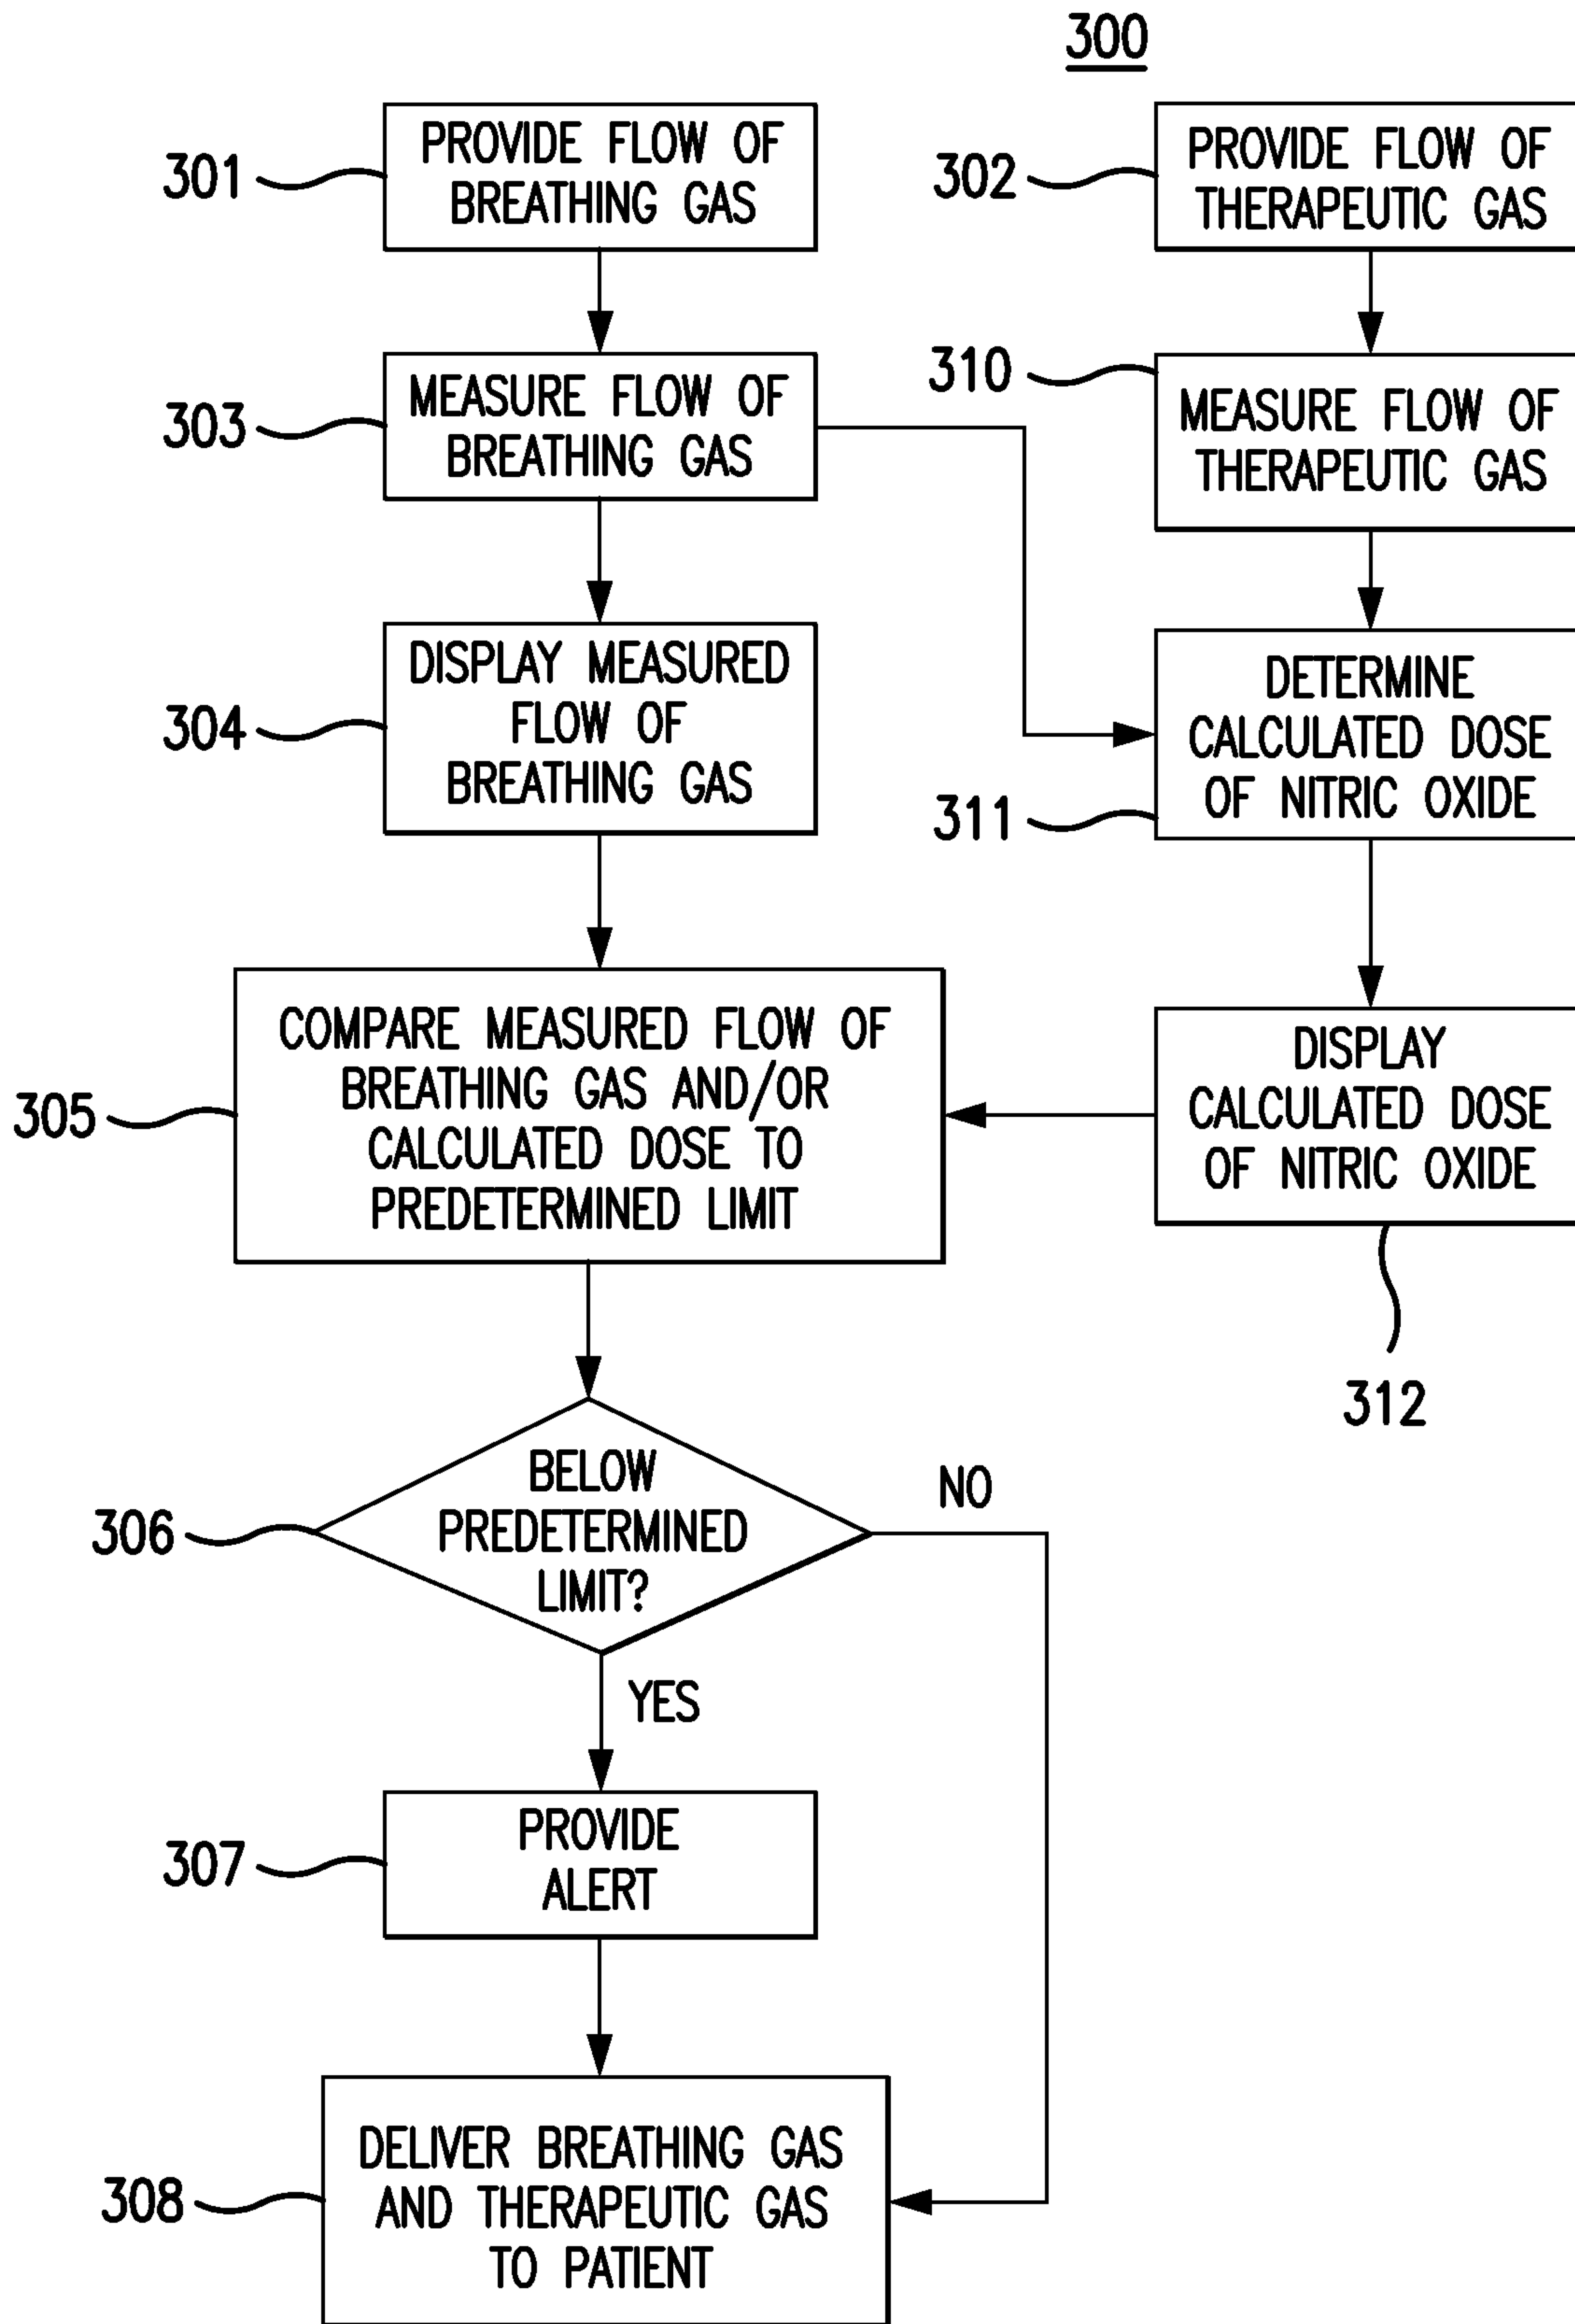 300
PROVIDE FLOW OF
BREATHING GAS
301
PROVIDE FLOW OF
THERAPEUTIC GAS
302
MEASURE FLOW OF
BREATHING GAS
303
MEASURE FLOW OF
THERAPEUTIC GAS
310
DISPLAY MEASURED
FLOW OF
BREATHING GAS
304
DETERMINE
CALCULATED DOSE
OF NITRIC OXIDE
311
COMPARE MEASURED FLOW OF
BREATHING GAS AND/OR
CALCULATED DOSE TO
PREDETERMINED LIMIT
305
DISPLAY
CALCULATED DOSE
OF NITRIC OXIDE
312
BELOW
PREDETERMINED
LIMIT?
306
NO
YES
PROVIDE
ALERT
307
DELIVER BREATHING GAS
AND THERAPEUTIC GAS
TO PATIENT
308